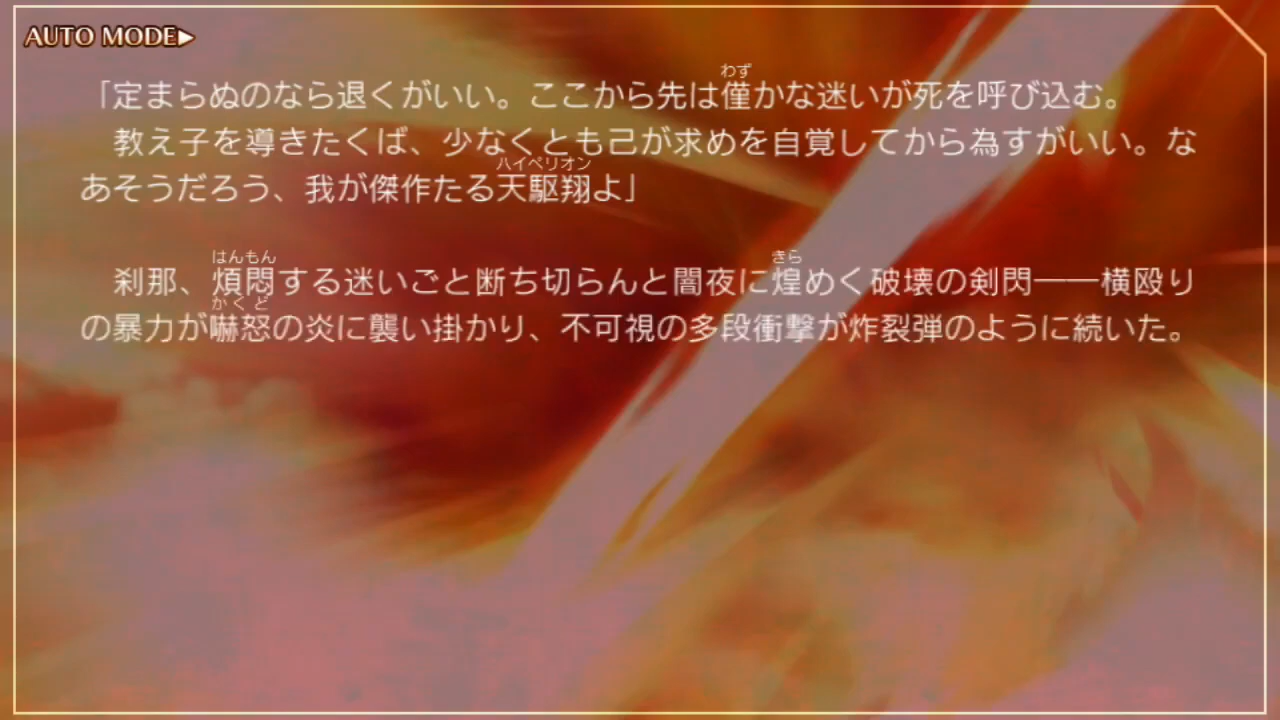 AUTO MODE▶
わず
「定まらぬのなら退くがいい。ここから先は僅かな迷いが死を呼び込む。
教え子を導きたくば、少なくとも己が求めを自覚してから為すがいい。な
ハイペリオン
あそうだろう、我が傑作たる天駆翔よ」
はんもん きら
刹那、煩悶する迷いごと断ち切らんと闇夜に煌めく破壊の剣閃――横殴り
かくど
の暴力が嚇怒の炎に襲い掛かり、不可視の多段衝撃が炸裂弾のように続いた。